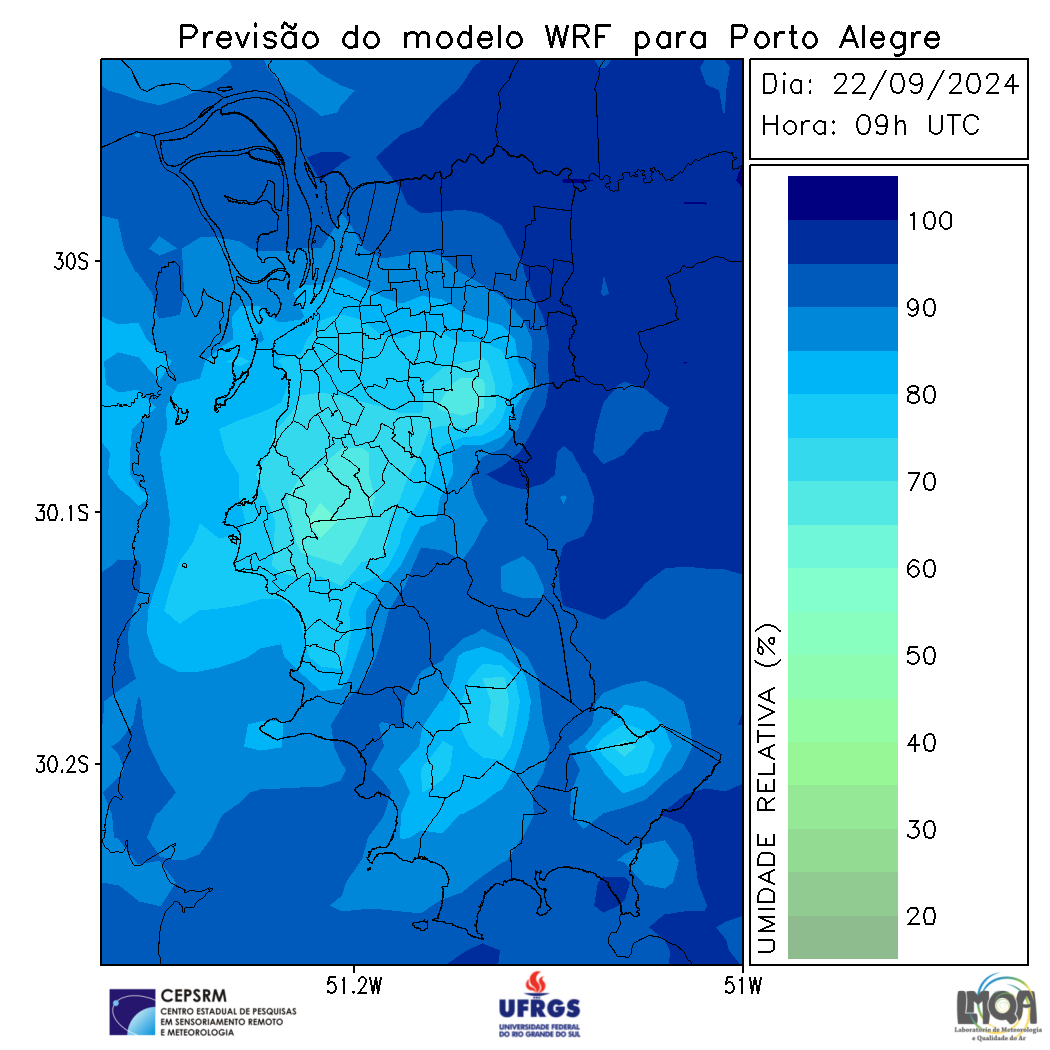 Previsão do modelo WRF para Porto Alegre
Dia: 22/09/2024
Hora: 09h UTC
30S
30.1S
30.2S
51.2W
51W
UMIDADE RELATIVA (%)
100
90
80
70
60
50
40
30
20
CEPSRM
CENTRO ESTADUAL DE PESQUISAS
EM SENSORIAMENTO REMOTO
E METEOROLOGIA
UFRGS
UNIVERSIDADE FEDERAL
DO RIO GRANDE DO SUL
LMQA
Laboratório de Meteorologia
e Qualidade do Ar